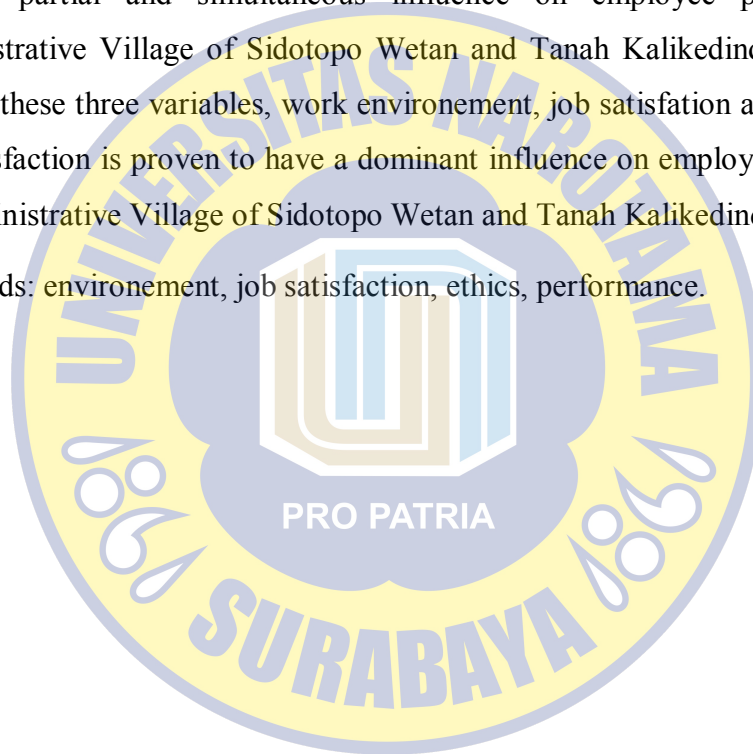 partial and simultaneous influence on employee p
strative Village of Sidotopo Wetan and Tanah Kalikedinc
these three variables, work environement, job satisfation a
sfaction is proven to have a dominant influence on employ
inistrative Village of Sidotopo Wetan and Tanah Kalikedinc
ds: environement, job satisfaction, ethics, performance.
UNIVERSITAS NAROTAMA
PRO PATRIA
SURABAYA